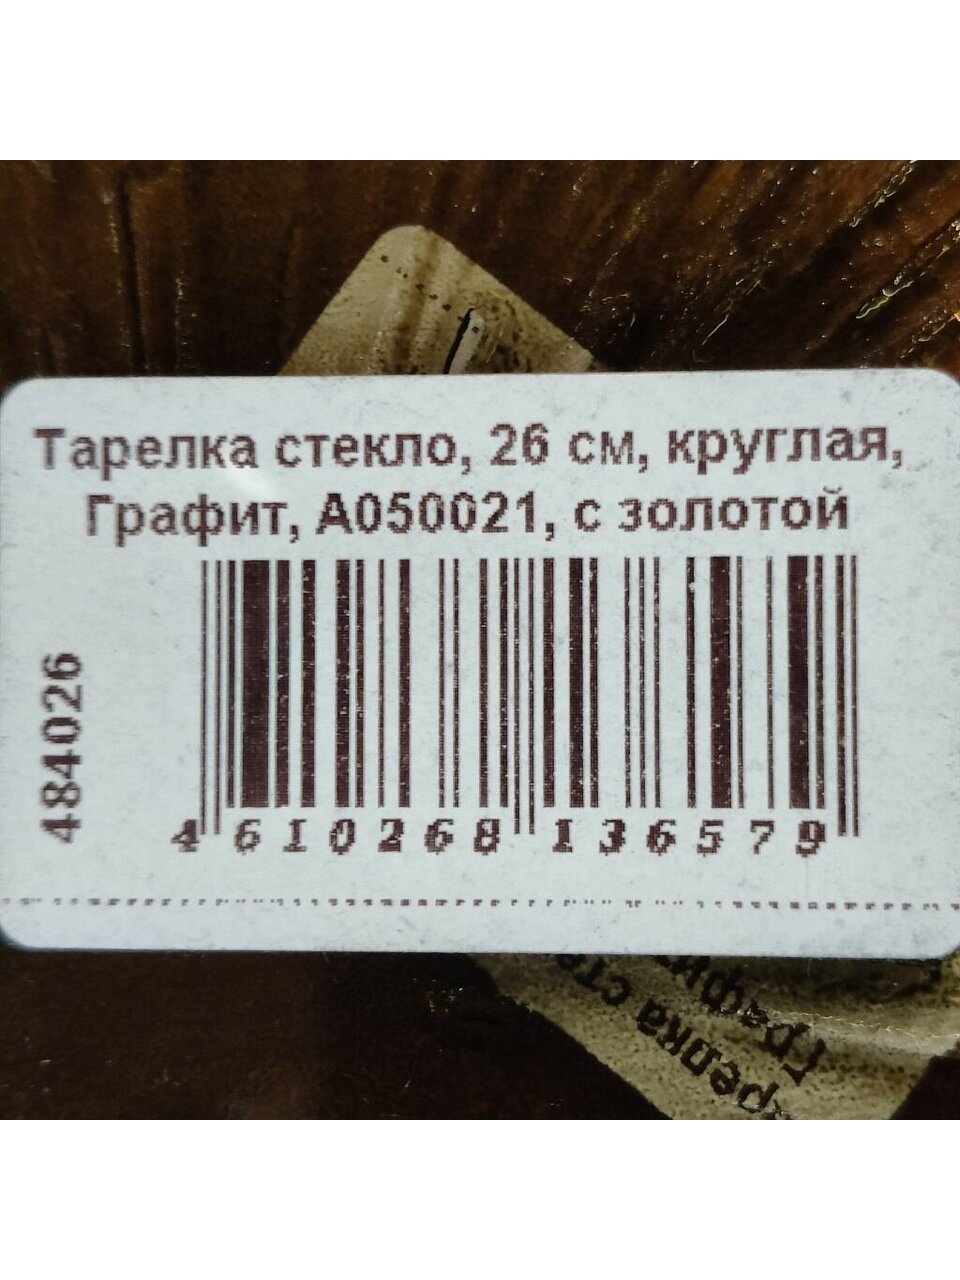 Тарелка стекло, 26 см, круглая,
Графит, А050021, с золотой
484026
4 610268 136579